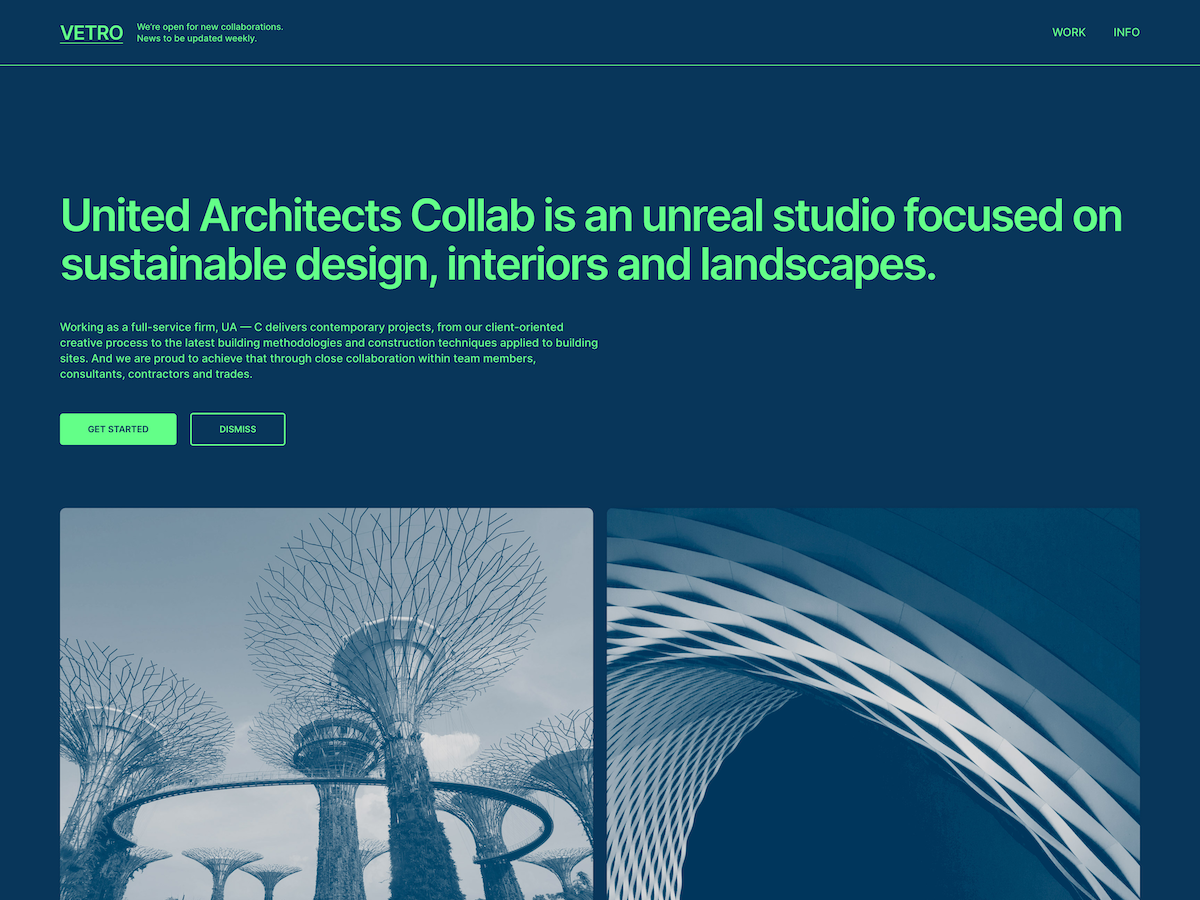 VETRO
We're open for new collaborations.
News to be updated weekly.
WORK
INFO
United Architects Collab is an unreal studio focused on
sustainable design, interiors and landscapes.
Working as a full-service firm, UA — C delivers contemporary projects, from our client-oriented
creative process to the latest building methodologies and construction techniques applied to building
sites. And we are proud to achieve that through close collaboration within team members,
consultants, contractors and trades.
GET STARTED
DISMISS